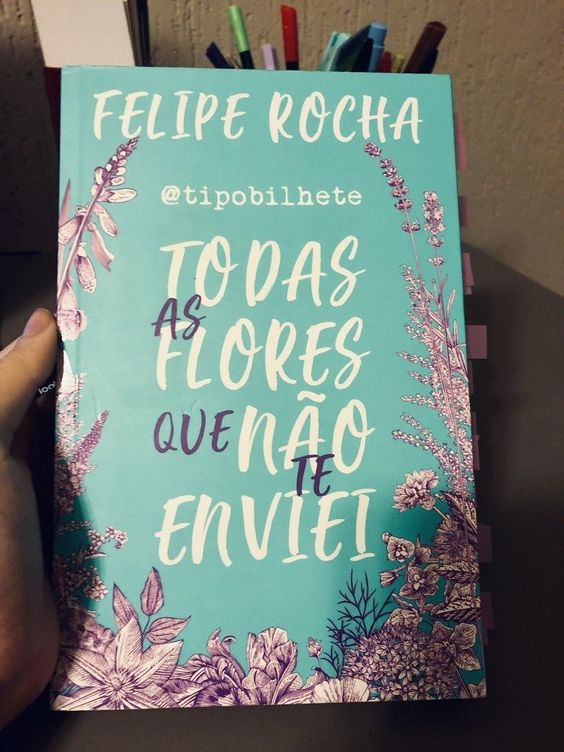 FELIPE ROCHA
@tipobilhete
TODAS
AS
FLORES
QUE NÃO
TE
ENVIEI